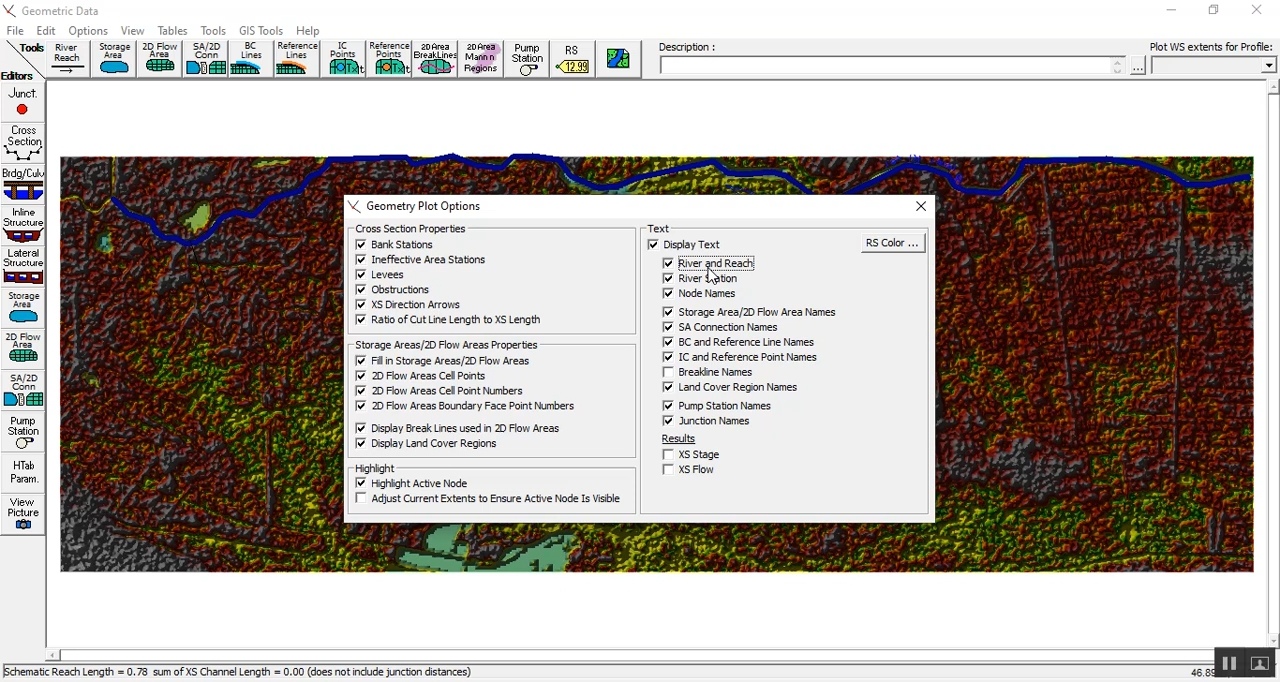 Geometric Data
File Edit Options View Tables Tools GIS Tools Help
Tools
Editors
River Reach
Storage Area
2D Flow Area
SA/2D Conn
BC Lines
Reference Lines
IC Points
Reference Points
2D Area BreakLines
2D Area Mann n Regions
Pump Station
RS
12.99
Description :
...
Plot WS extents for Profile:
Junct.
Cross Section
Brdg/Culv
Inline Structure
Lateral Structure
Storage Area
2D Flow Area
SA/2D Conn
Pump Station
HTab Param.
View Picture
Geometry Plot Options
Cross Section Properties
Bank Stations
Ineffective Area Stations
Levees
Obstructions
XS Direction Arrows
Ratio of Cut Line Length to XS Length
Storage Areas/2D Flow Areas Properties
Fill in Storage Areas/2D Flow Areas
2D Flow Areas Cell Points
2D Flow Areas Cell Point Numbers
2D Flow Areas Boundary Face Point Numbers
Display Break Lines used in 2D Flow Areas
Display Land Cover Regions
Highlight
Highlight Active Node
Adjust Current Extents to Ensure Active Node Is Visible
Text
Display Text
RS Color ...
River and Reach
River Station
Node Names
Storage Area/2D Flow Area Names
SA Connection Names
BC and Reference Line Names
IC and Reference Point Names
Breakline Names
Land Cover Region Names
Pump Station Names
Junction Names
Results
XS Stage
XS Flow
Schematic Reach Length = 0.78 sum of XS Channel Length = 0.00 (does not include junction distances)